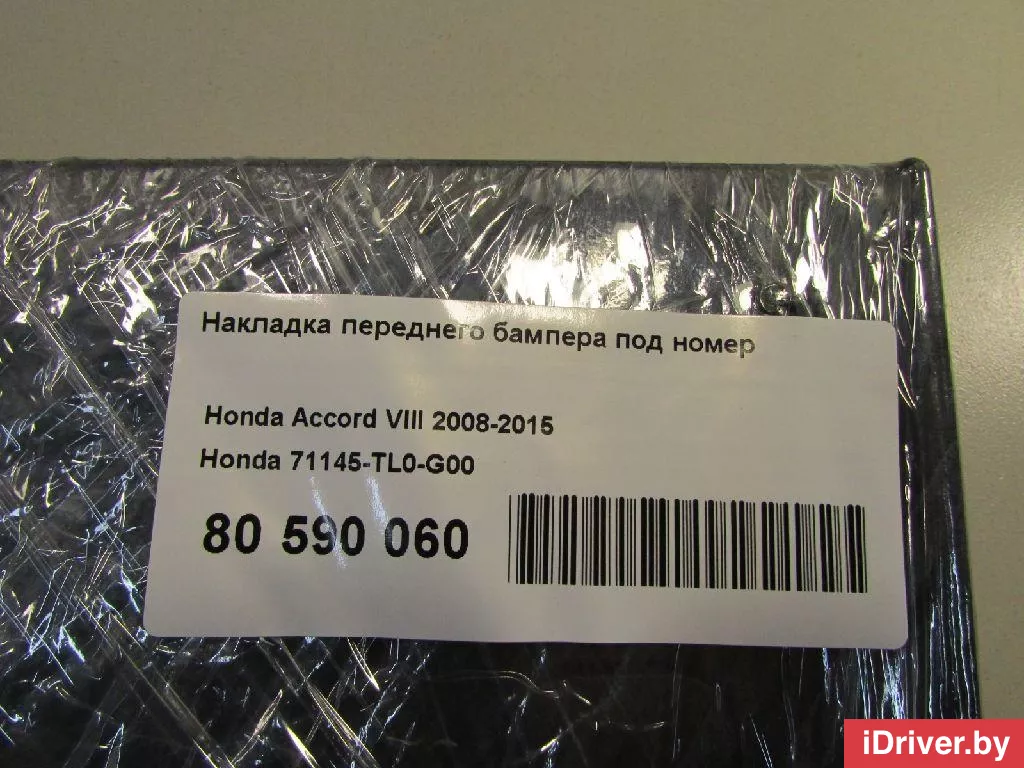 Накладка переднего бампера под номер
Honda Accord VIII 2008-2015
Honda 71145-TL0-G00
80 590 060
iDriver.by